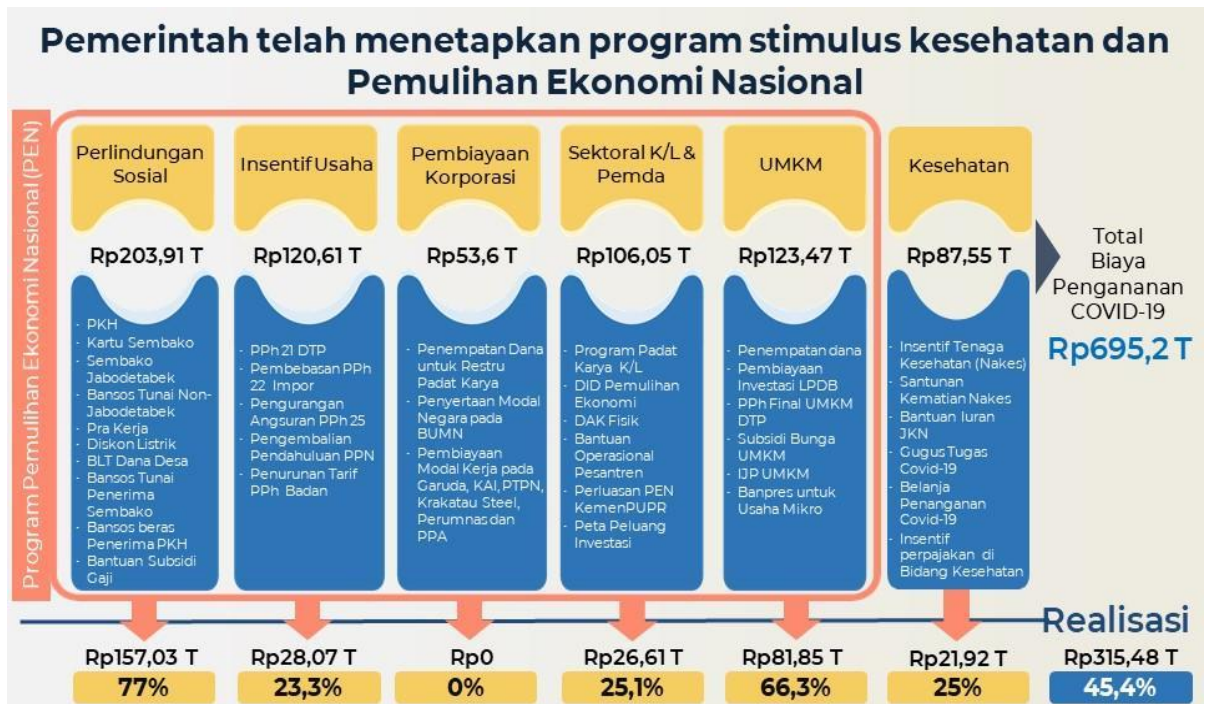 Pemerintah telah menetapkan program stimulus kesehatan dan
Pemulihan Ekonomi Nasional
Program Pemulihan Ekonomi Nasional (PEN)
Perlindungan
Sosial
Rp203,91 T
- PKH
- Kartu Sembako
- Sembako
Jabodetabek
- Bansos Tunai Non-
Jabodetabek
- Pra Kerja
- Diskon Listrik
- BLT Dana Desa
- Bansos Tunai
Penerima
Sembako
- Bansos beras
Penerima PKH
- Bantuan Subsidi
Gaji
Insentif Usaha
Rp120,61 T
- PPh 21 DTP
- Pembebasan PPh
22 Impor
- Pengurangan
Angsuran PPh 25
- Pengembalian
Pendahuluan PPN
- Penurunan Tarif
PPh Badan
Pembiayaan
Korporasi
Rp53,6 T
- Penempatan Dana
untuk Restru
Padat Karya
- Penyertaan Modal
Negara pada
BUMN
- Pembiayaan
Modal Kerja pada
Garuda, KAI, PTPN,
Krakatau Steel,
Perumnas dan
PPA
Sektoral K/L &
Pemda
Rp106,05 T
- Program Padat
Karya K/L
- DID Pemulihan
Ekonomi
- DAK Fisik
- Bantuan
Operasional
Pesantren
- Perluasan PEN
KemenPUPR
- Peta Peluang
Investasi
UMKM
Rp123,47 T
- Penempatan dana
- Pembiayaan
Investasi LPDB
- PPh Final UMKM
DTP
- Subsidi Bunga
UMKM
- IJP UMKM
- Banpres untuk
Usaha Mikro
Kesehatan
Rp87,55 T
- Insentif Tenaga
Kesehatan (Nakes)
- Santunan
Kematian Nakes
- Bantuan Iuran
JKN
- Gugus Tugas
Covid-19
- Belanja
Penanganan
Covid-19
- Insentif
perpajakan di
Bidang Kesehatan
Total
Biaya
Pengananan
COVID-19
Rp695,2 T
Realisasi
Rp157,03 T
77%
Rp28,07 T
23,3%
Rp0
0%
Rp26,61 T
25,1%
Rp81,85 T
66,3%
Rp21,92 T
25%
Rp315,48 T
45,4%